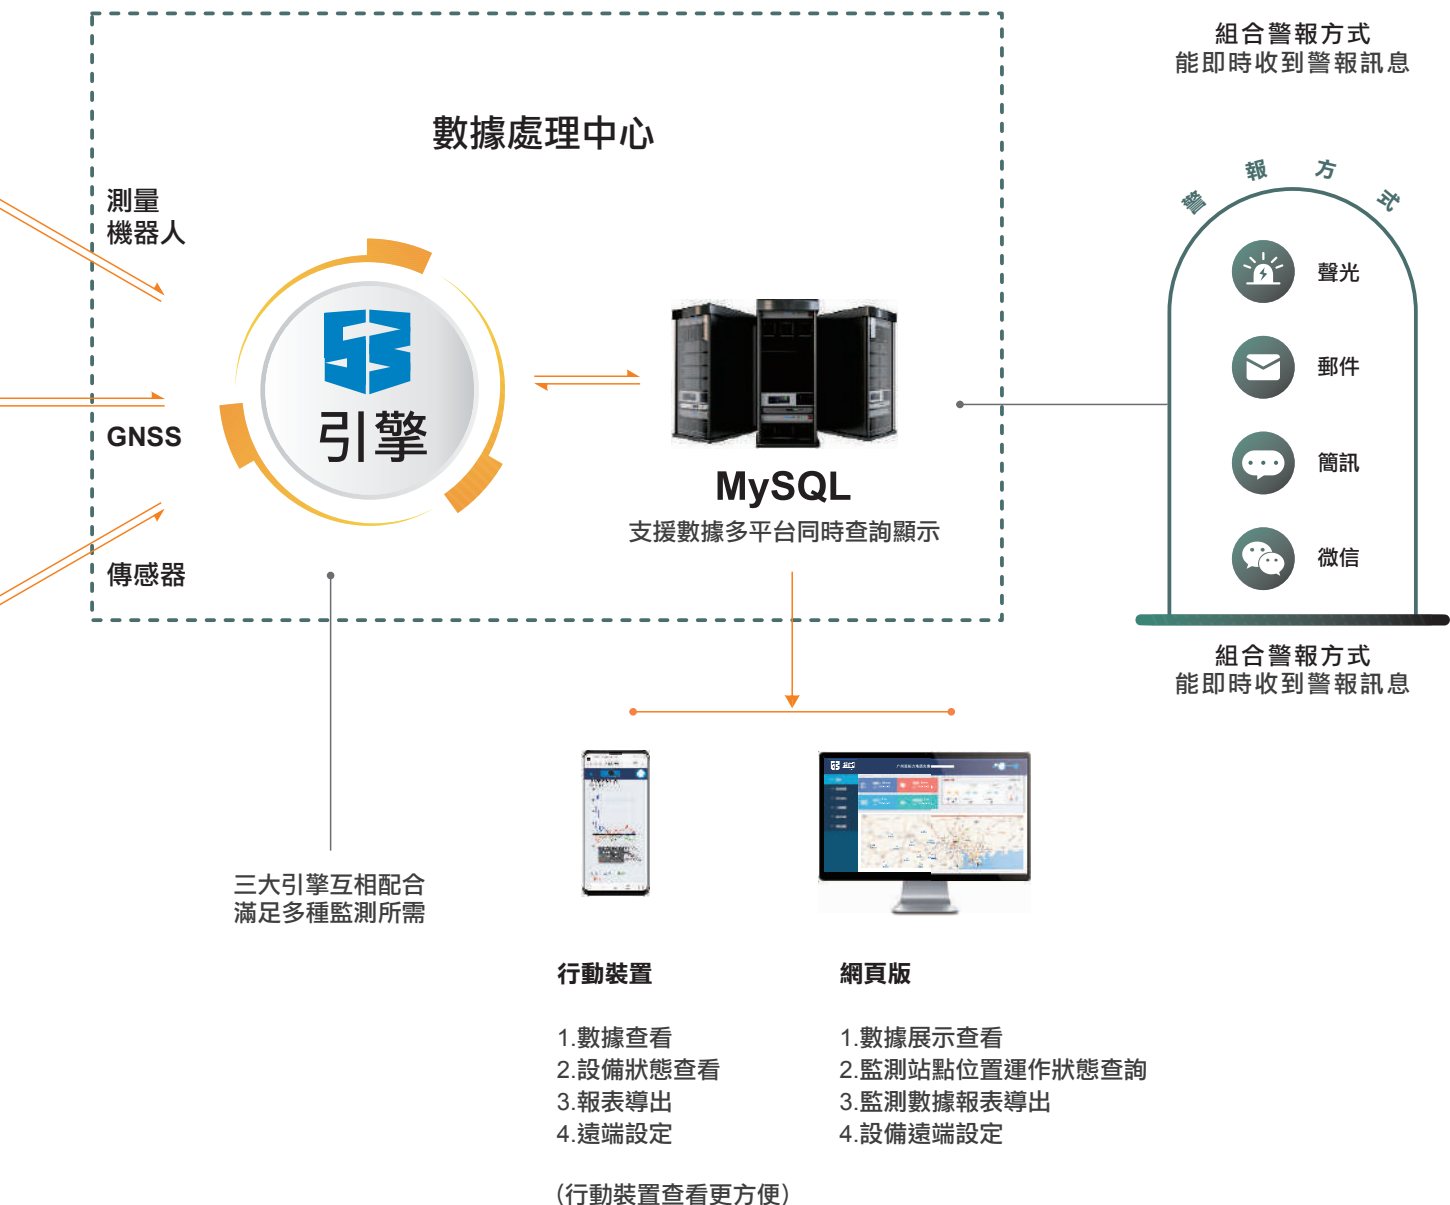 組合警報方式
能即時收到警報訊息
數據處理中心
警報方式
測量
機器人
聲光
引擎
郵件
GNSS
簡訊
MySQL
支援數據多平台同時查詢顯示
微信
傳感器
組合警報方式
能即時收到警報訊息
三大引擎互相配合
滿足多種監測所需
行動裝置
1.數據查看
2.設備狀態查看
3.報表導出
4.遠端設定
(行動裝置查看更方便)
網頁版
1.數據展示查看
2.監測站點位置運作狀態查詢
3.監測數據報表導出
4.設備遠端設定